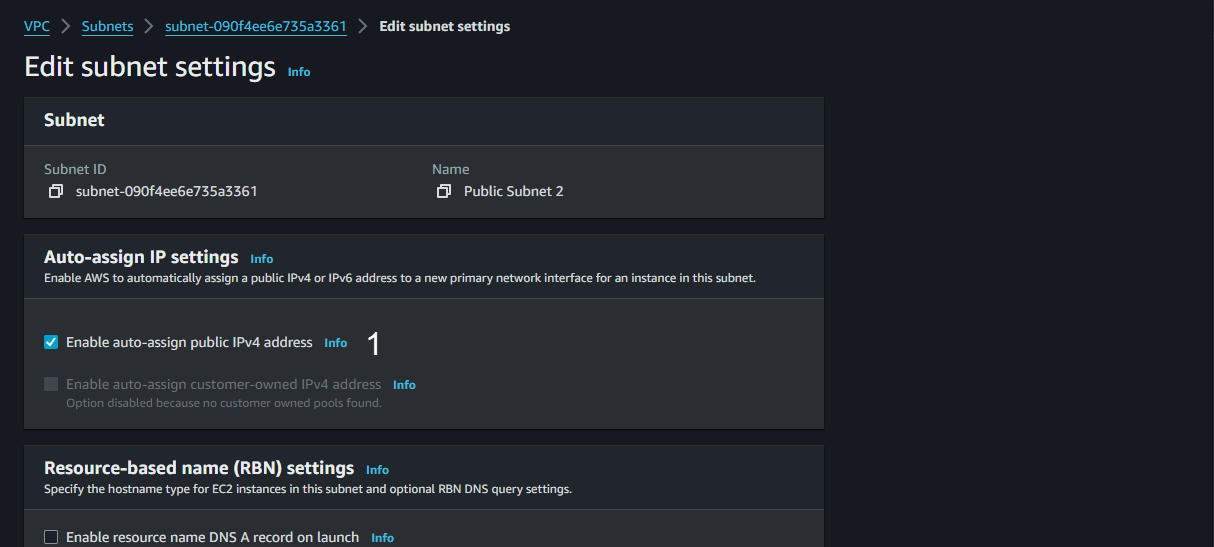 VPC > Subnets > subnet-090f4ee6e735a3361 > Edit subnet settings
Edit subnet settings Info
Subnet
Subnet ID Name
subnet-090f4ee6e735a3361 Public Subnet 2
Auto-assign IP settings Info
Enable AWS to automatically assign a public IPv4 or IPv6 address to a new primary network interface for an instance in this subnet.
Enable auto-assign public IPv4 address Info 1
Enable auto-assign customer-owned IPv4 address Info
Option disabled because no customer owned pools found.
Resource-based name (RBN) settings Info
Specify the hostname type for EC2 instances in this subnet and optional RBN DNS query settings.
Enable resource name DNS A record on launch Info